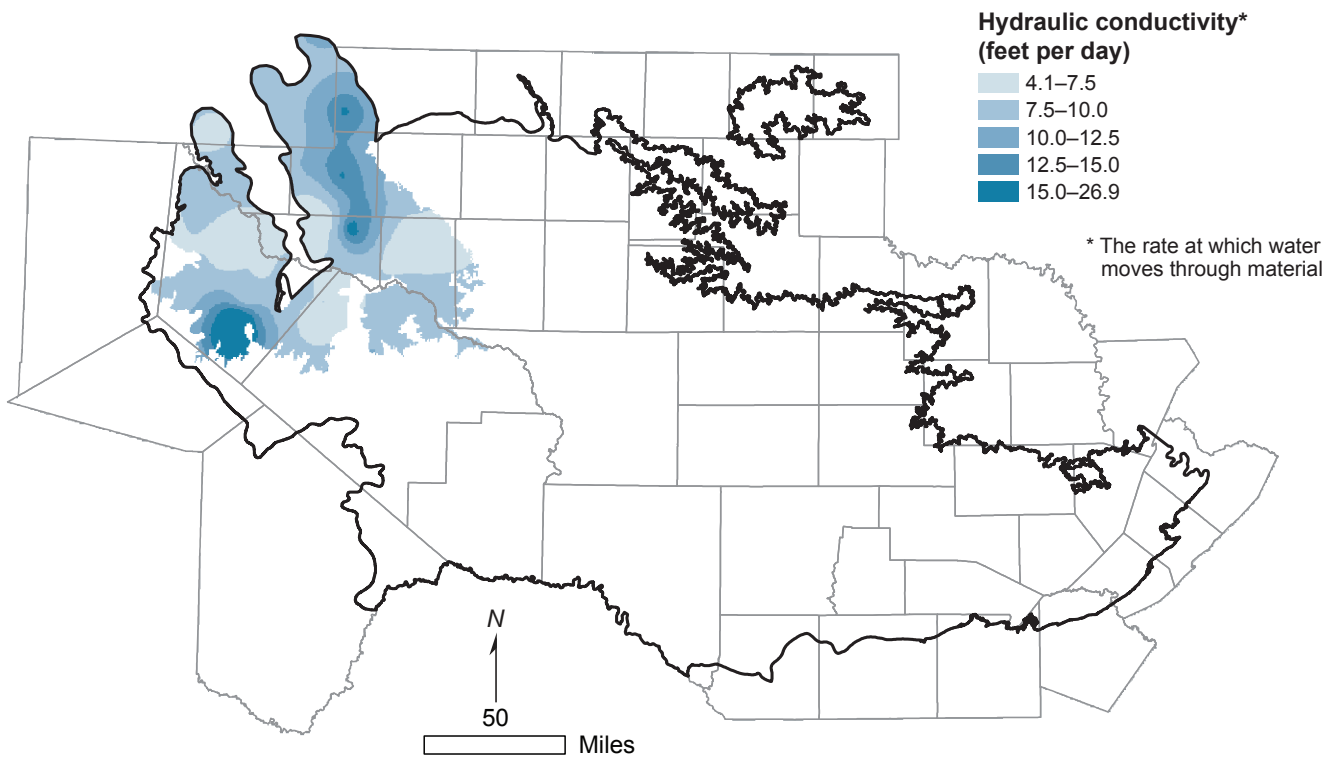 Hydraulic conductivity*
(feet per day)
4.1–7.5
7.5–10.0
10.0–12.5
12.5–15.0
15.0–26.9
* The rate at which water
moves through material
N
50
Miles